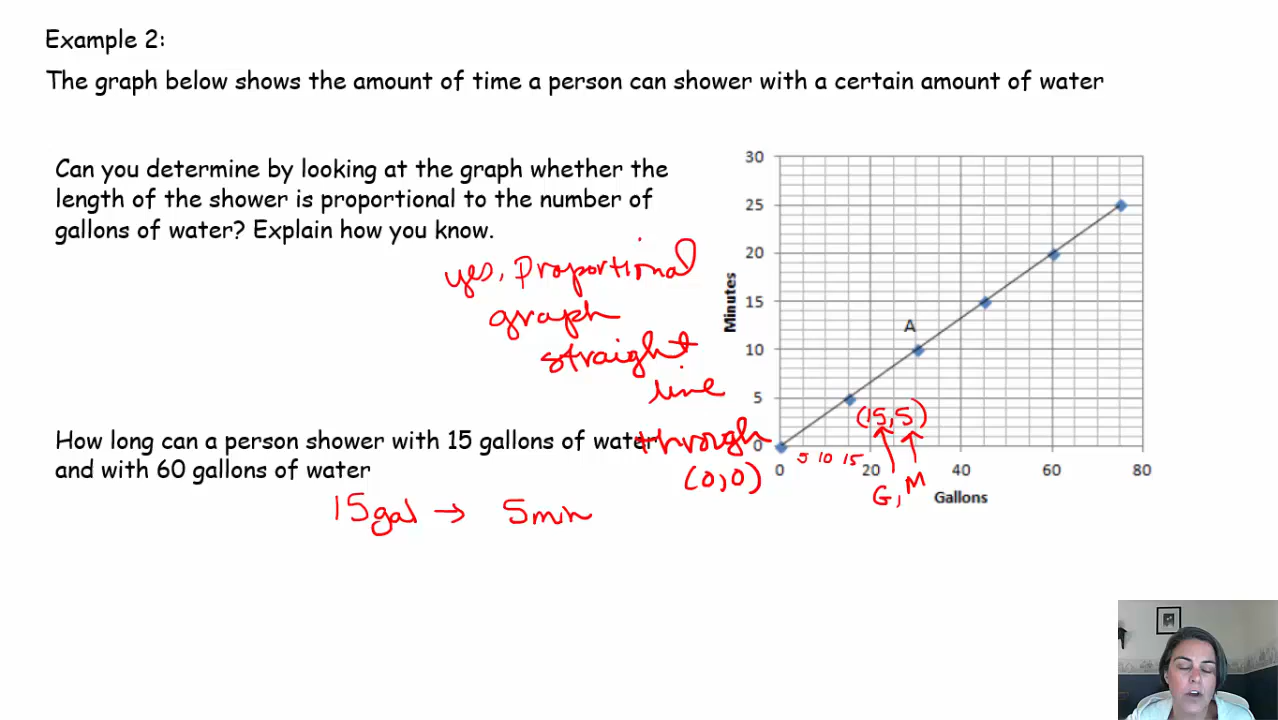 Example 2:
The graph below shows the amount of time a person can shower with a certain amount of water
Can you determine by looking at the graph whether the
length of the shower is proportional to the number of
gallons of water? Explain how you know.
yes, Proportional
graph
straight
line
through
(0,0)
How long can a person shower with 15 gallons of water
and with 60 gallons of water
15gal → 5min
30
25
20
15
10
5
0
Minutes
A
(15,5)
5 10 15
0 20 40 60 80
G, M
Gallons